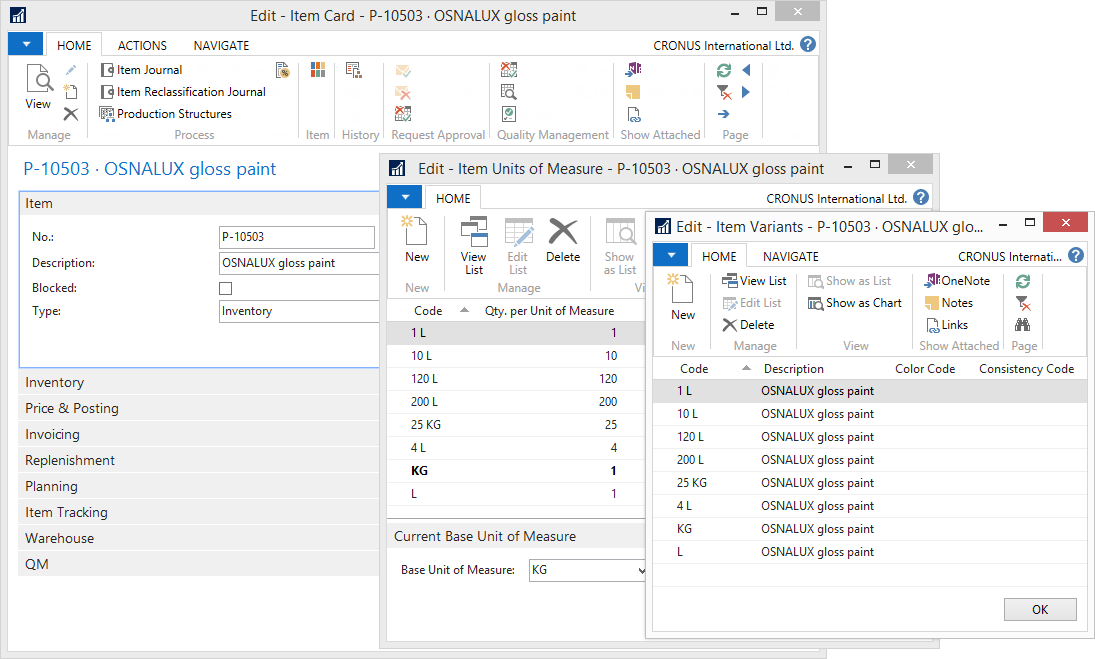 Edit - Item Card - P-10503 · OSNALUX gloss paint
HOME ACTIONS NAVIGATE CRONUS International Ltd.
View
Item Journal
Item Reclassification Journal
Production Structures
Manage Process Item History Request Approval Quality Management Show Attached Page
P-10503 · OSNALUX gloss paint
Item
No.: P-10503
Description: OSNALUX gloss paint
Blocked:
Type: Inventory
Inventory
Price & Posting
Invoicing
Replenishment
Planning
Item Tracking
Warehouse
QM
Edit - Item Units of Measure - P-10503 · OSNALUX gloss paint
HOME CRONUS International Ltd.
New
View List
Edit List
Delete
Show as List
New Manage Vi
Code Qty. per Unit of Measure
1 L 1
10 L 10
120 L 120
200 L 200
25 KG 25
4 L 4
KG 1
L 1
Current Base Unit of Measure
Base Unit of Measure: KG
Edit - Item Variants - P-10503 · OSNALUX glo...
HOME NAVIGATE CRONUS Internati...
New
View List
Edit List
Delete
Show as List
Show as Chart
OneNote
Notes
Links
New Manage View Show Attached Page
Code Description Color Code Consistency Code
1 L OSNALUX gloss paint
10 L OSNALUX gloss paint
120 L OSNALUX gloss paint
200 L OSNALUX gloss paint
25 KG OSNALUX gloss paint
4 L OSNALUX gloss paint
KG OSNALUX gloss paint
L OSNALUX gloss paint
OK